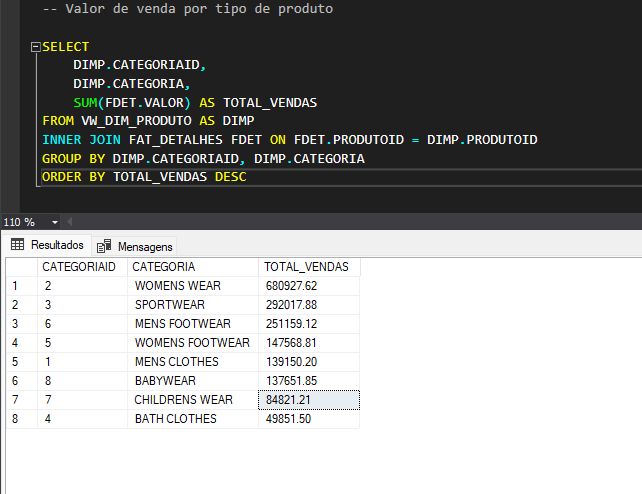 -- Valor de venda por tipo de produto
SELECT
DIMP.CATEGORIAID,
DIMP.CATEGORIA,
SUM(FDET.VALOR) AS TOTAL_VENDAS
FROM VW_DIM_PRODUTO AS DIMP
INNER JOIN FAT_DETALHES FDET ON FDET.PRODUTOID = DIMP.PRODUTOID
GROUP BY DIMP.CATEGORIAID, DIMP.CATEGORIA
ORDER BY TOTAL_VENDAS DESC
110 %
Resultados Mensagens
CATEGORIAID CATEGORIA TOTAL_VENDAS
1 2 WOMENS WEAR 680927.62
2 3 SPORTWEAR 292017.88
3 6 MENS FOOTWEAR 251159.12
4 5 WOMENS FOOTWEAR 147568.81
5 1 MENS CLOTHES 139150.20
6 8 BABYWEAR 137651.85
7 7 CHILDRENS WEAR 84821.21
8 4 BATH CLOTHES 49851.50